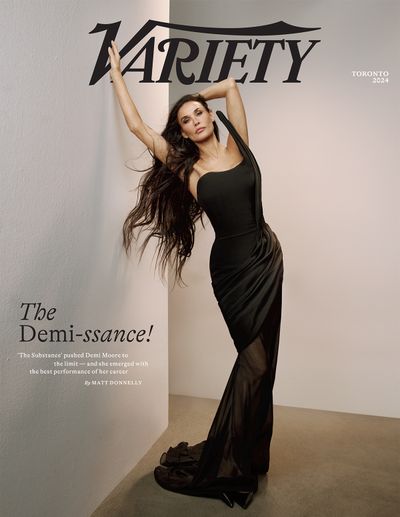 VARIETY
TORONTO
2024
The
Demi-ssance!
'The Substance' pushed Demi Moore to
the limit — and she emerged with
the best performance of her career
By MATT DONNELLY